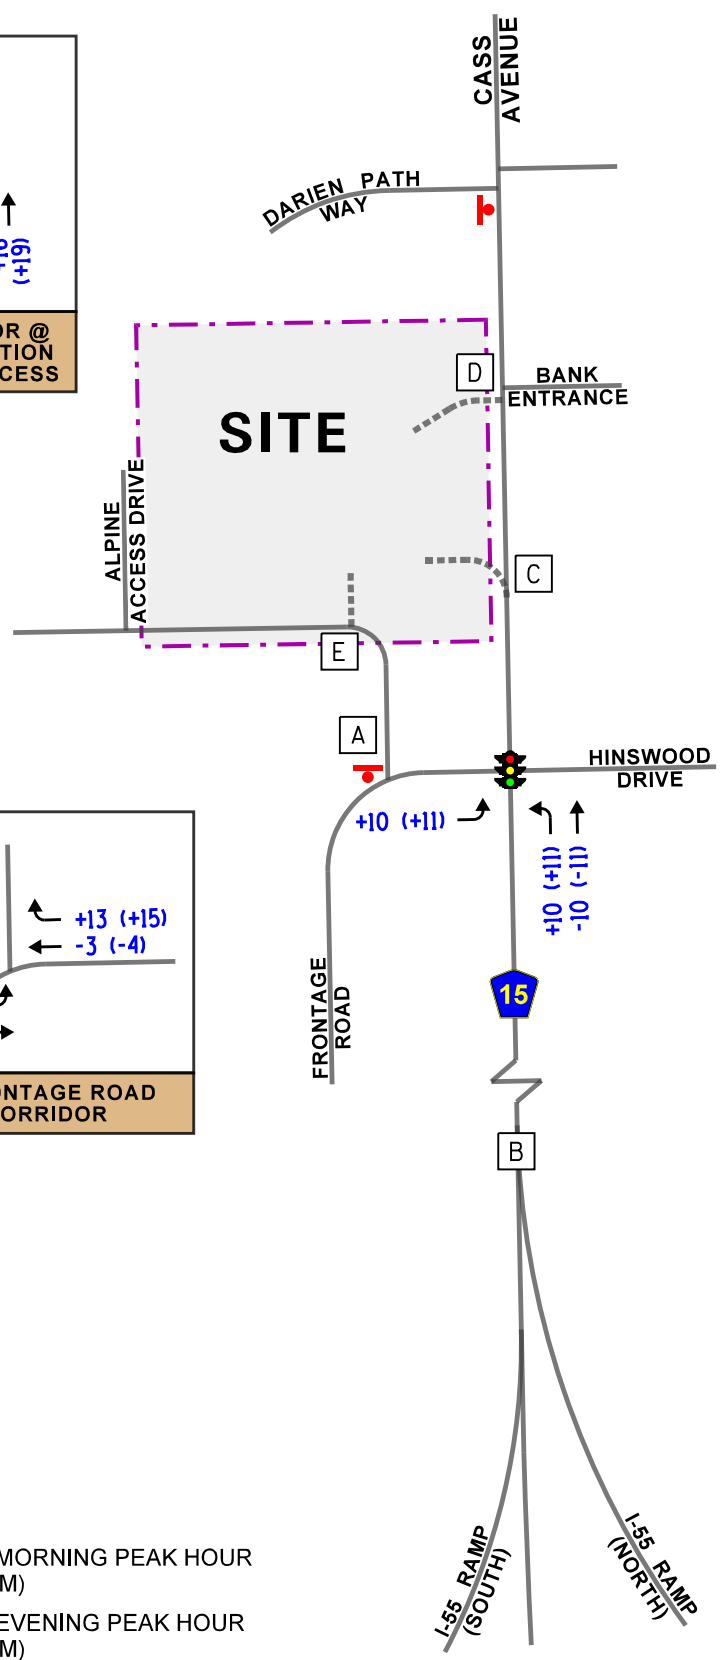 CASS
AVENUE
DARIEN PATH
WAY
(+19)
OR @
TION
CESS
D
BANK
ENTRANCE
SITE
ALPINE
ACCESS DRIVE
C
E
A
HINSWOOD
DRIVE
+10 (+11)
+10 (+11)
-10 (-11)
+13 (+15)
-3 (-4)
FRONTAGE
ROAD
15
NTAGE ROAD
ORRIDOR
B
I-55 RAMP
(SOUTH)
I-55 RAMP
(NORTH)
MORNING PEAK HOUR
M)
EVENING PEAK HOUR
M)